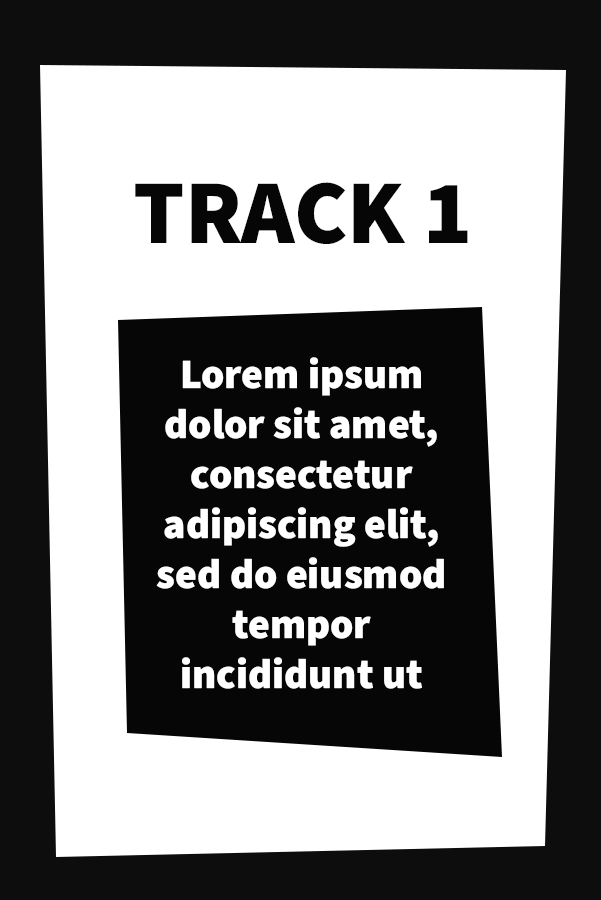 TRACK 1
Lorem ipsum
dolor sit amet,
consectetur
adipiscing elit,
sed do eiusmod
tempor
incididunt ut